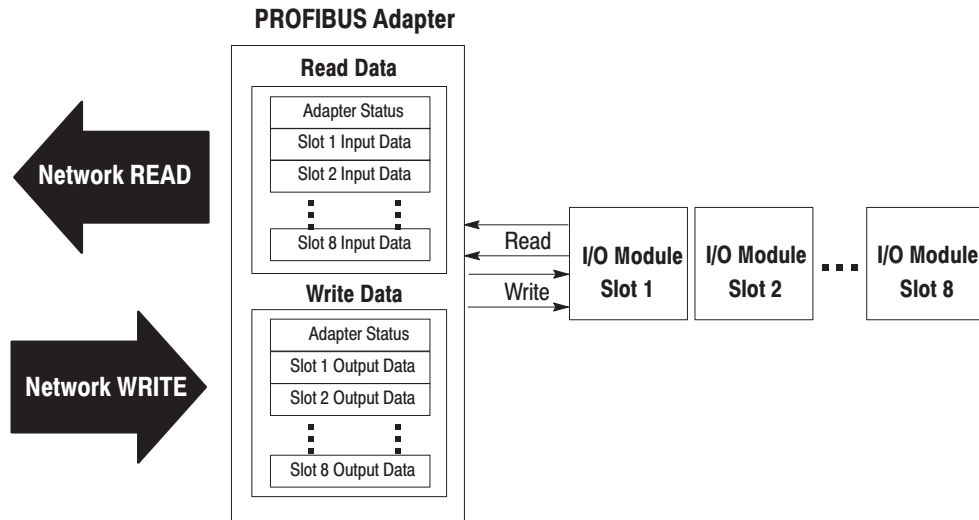 PROFIBUS Adapter
Read Data
Adapter Status
Slot 1 Input Data
Slot 2 Input Data
Slot 8 Input Data
Network READ
Write Data
Adapter Status
Slot 1 Output Data
Slot 2 Output Data
Slot 8 Output Data
Network WRITE
Read
Write
I/O Module
Slot 1
I/O Module
Slot 2
I/O Module
Slot 8